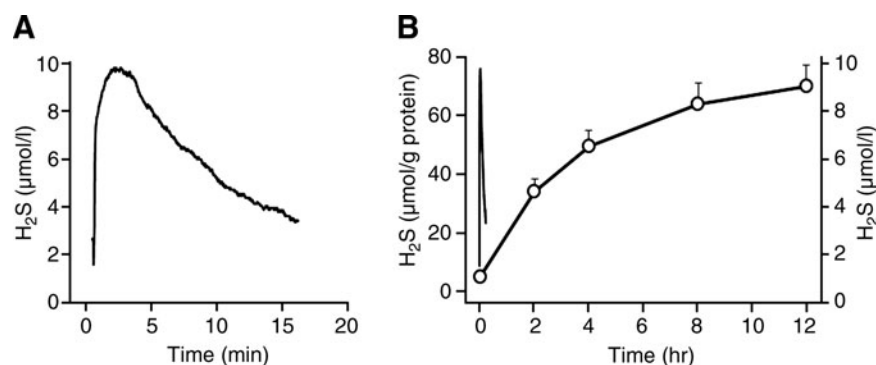 A
H₂S (µmol/l)
10
8
6
4
2
0
0 5 10 15 20
Time (min)
B
H₂S (µmol/g protein)
80
60
40
20
0
0 2 4 8 12
Time (hr)
10
8
6
4
2
0
H₂S (µmol/l)